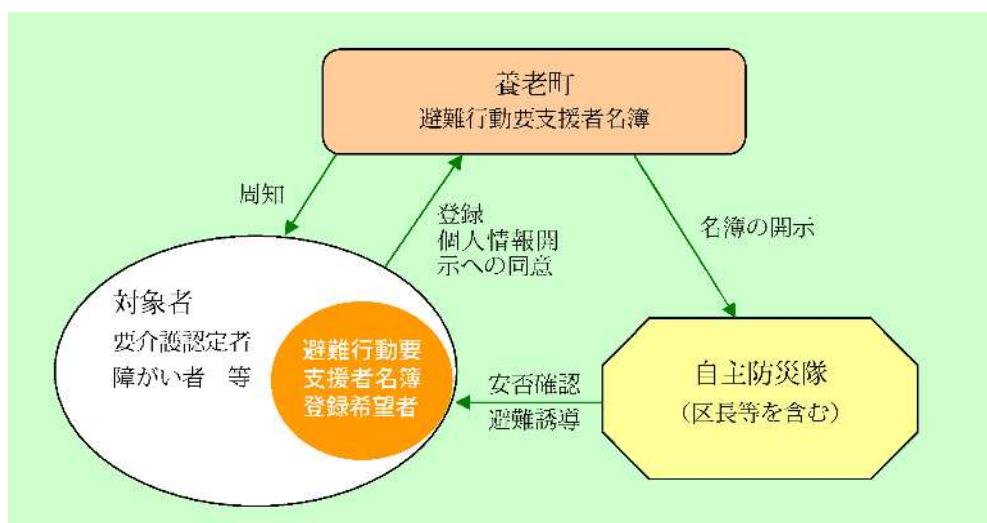 養老町
避難行動要支援者名簿
周知
登録
個人情報開
示への同意
名簿の開示
対象者
要介護認定者
障がい者　等
避難行動要
支援者名簿
登録希望者
安否確認
避難誘導
自主防災隊
（区長等を含む）